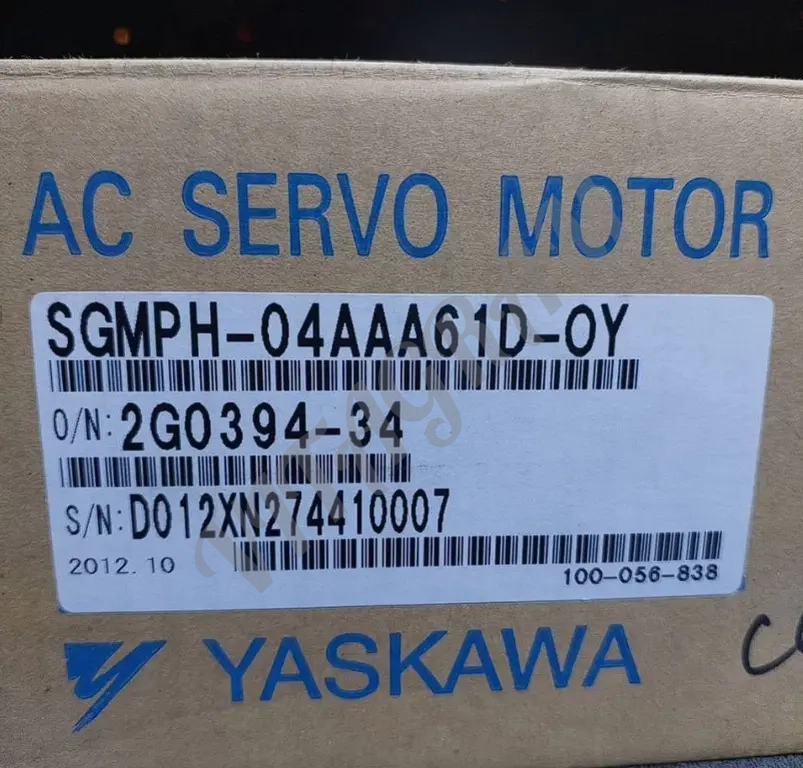 AC SERVO MOTOR
SGMPH-04AAA61D-OY
O/N: 2G0394-34
S/N: D012XN274410007
2012.10
100-056-838
YASKAWA